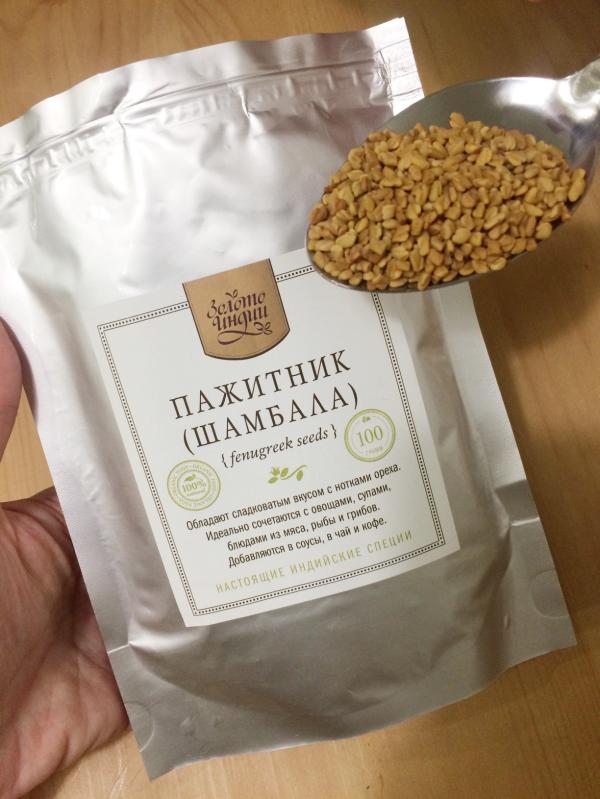 Золото
индии
ПАЖИТНИК
(ШАМБАЛА)
{fenugreek seeds}
100%
100
ГРАММ
Обладают сладковатым вкусом с нотками ореха.
Идеально сочетаются с овощами, супами,
блюдами из мяса, рыбы и грибов.
Добавляются в соусы, в чай и кофе.
НАСТОЯЩИЕ ИНДИЙСКИЕ СПЕЦИИ